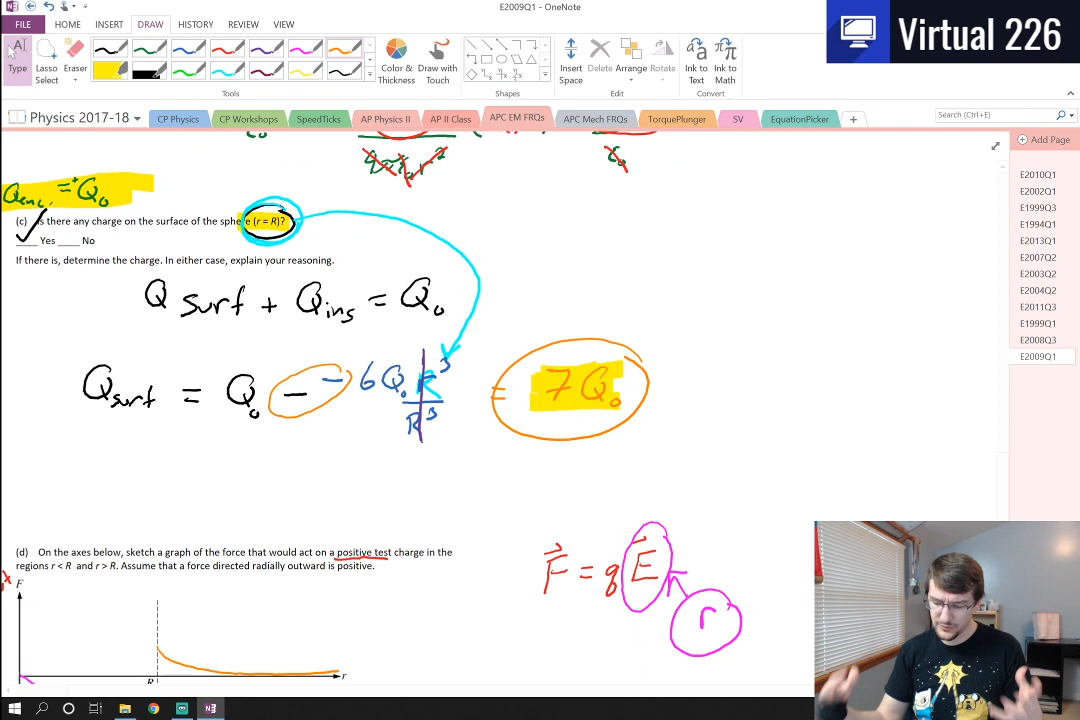 E2009Q1 - OneNote
Virtual 226
FILE HOME INSERT DRAW HISTORY REVIEW VIEW
Type Lasso Select Eraser Color & Thickness Draw with Touch Insert Space Delete Arrange Rotate Ink to Text Ink to Math
Tools Shapes Edit Convert
Physics 2017-18 CP Physics CP Workshops SpeedTicks AP Physics II AP II Class APC EM FRQs APC Mech FRQs TorquePlunger SV EquationPicker Search (Ctrl+E)
Add Page
E2010Q1
E2002Q1
E1999Q3
E1994Q1
E2013Q1
E2007Q2
E2003Q2
E2004Q2
E2011Q3
E1999Q1
E2008Q3
E2009Q1
Qenc = +Q₀
(c) Is there any charge on the surface of the sphere (r = R)?
____ Yes ____ No
If there is, determine the charge. In either case, explain your reasoning.
Q surf + Q ins = Q₀
Q surf = Q₀ - -6Q₀ R³/R³ = 7Q₀
(d) On the axes below, sketch a graph of the force that would act on a positive test charge in the
regions r < R and r > R. Assume that a force directed radially outward is positive.
F⃗ = qE⃗
r
F
R
r